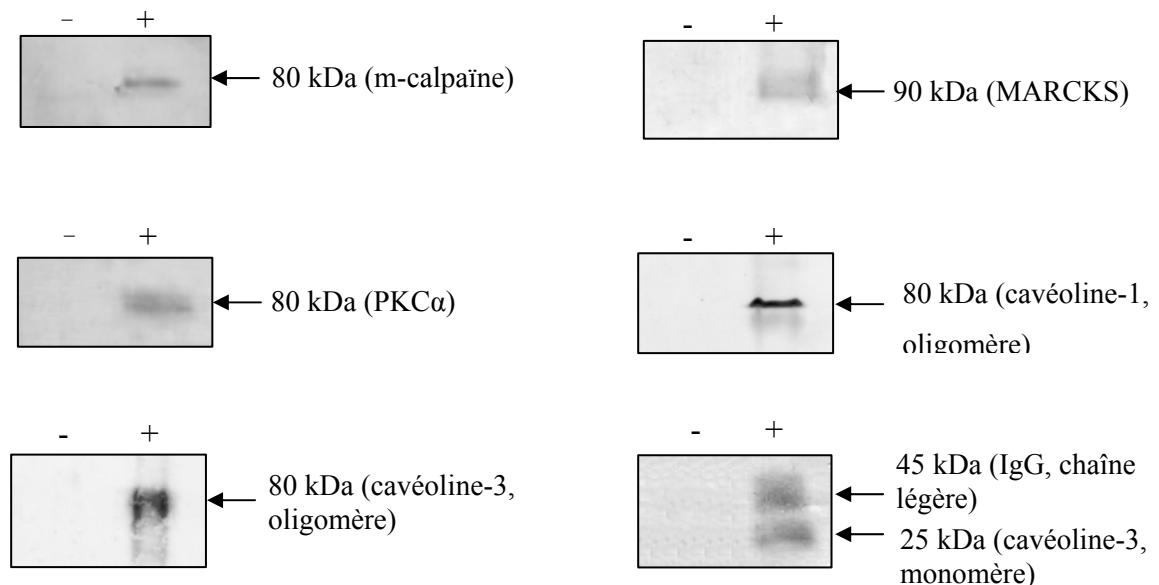 – +
80 kDa (m-calpaïne)
- +
90 kDa (MARCKS)
– +
80 kDa (PKCα)
- +
80 kDa (cavéoline-1,
oligomère)
- +
80 kDa (cavéoline-3,
oligomère)
- +
45 kDa (IgG, chaîne
légère)
25 kDa (cavéoline-3,
monomère)